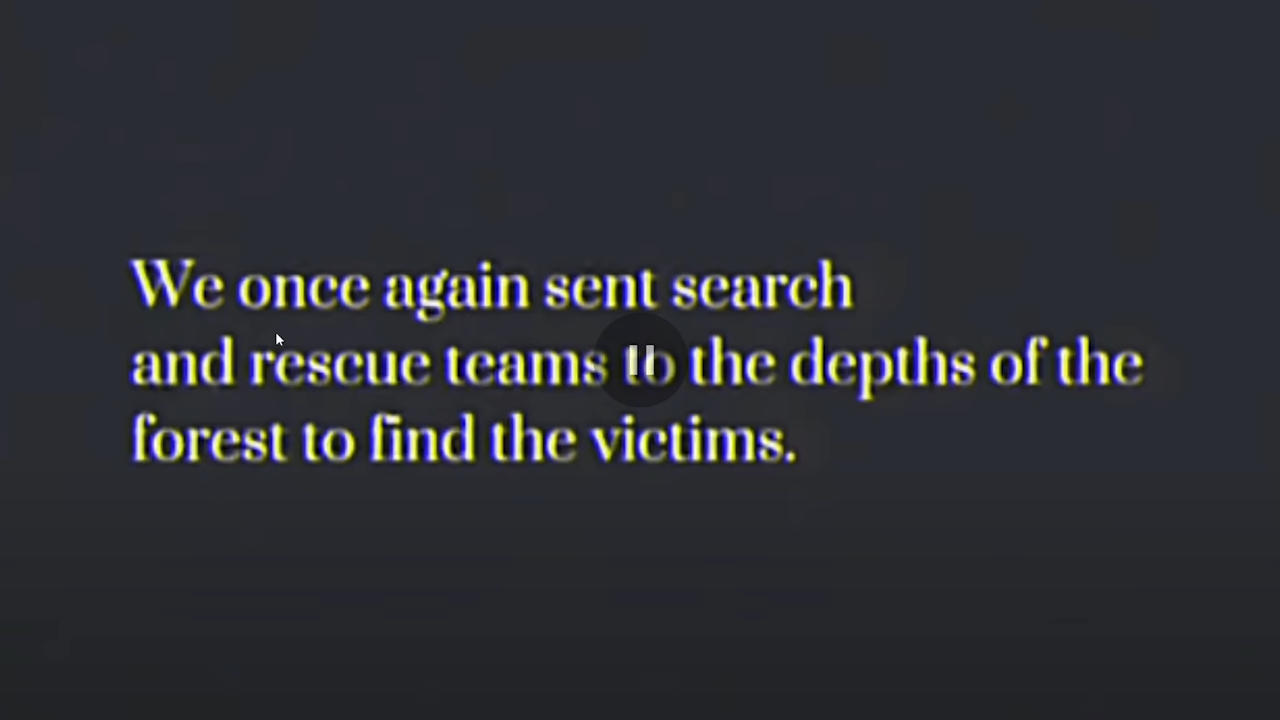 We once again sent search
and rescue teams to the depths of the
forest to find the victims.